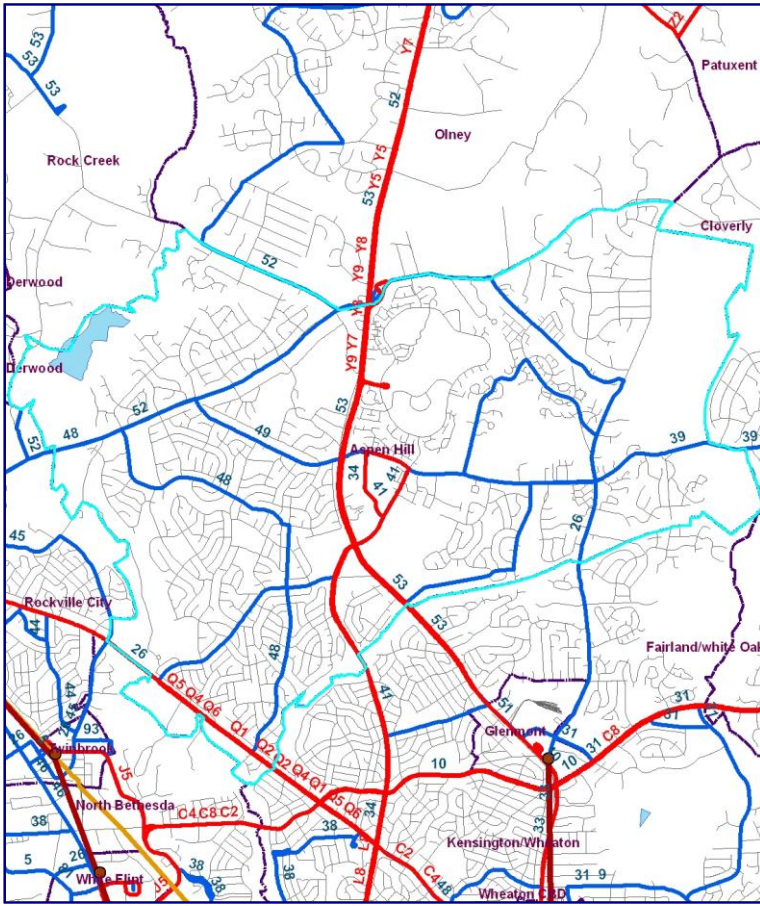 53
53
53
Z2
Y7
Patuxent
52
Olney
Rock Creek
Y5
Y5
53
Y8
Cloverly
52
Y9
Derwood
Y8
Y7
Y9
Derwood
53
52
48
52
49
Aspen Hill
39
39
34
41
41
48
26
45
Rockville City
53
53
44
26
48
Fairland/white Oak
41
Q5 Q4 Q6
44
51
31
Q1
Glenmont
31
C8
93
Twinbrook
Q2
Q2
Q4
Q1
Q5
Q6
31
10
10
J5
46
North Bethesda
34
C4 C8 C2
33
38
38
Kensington/Wheaton
C2
5
26
White Flint
38
38
38
L8
C4
48
31 9
Wheaton CBD